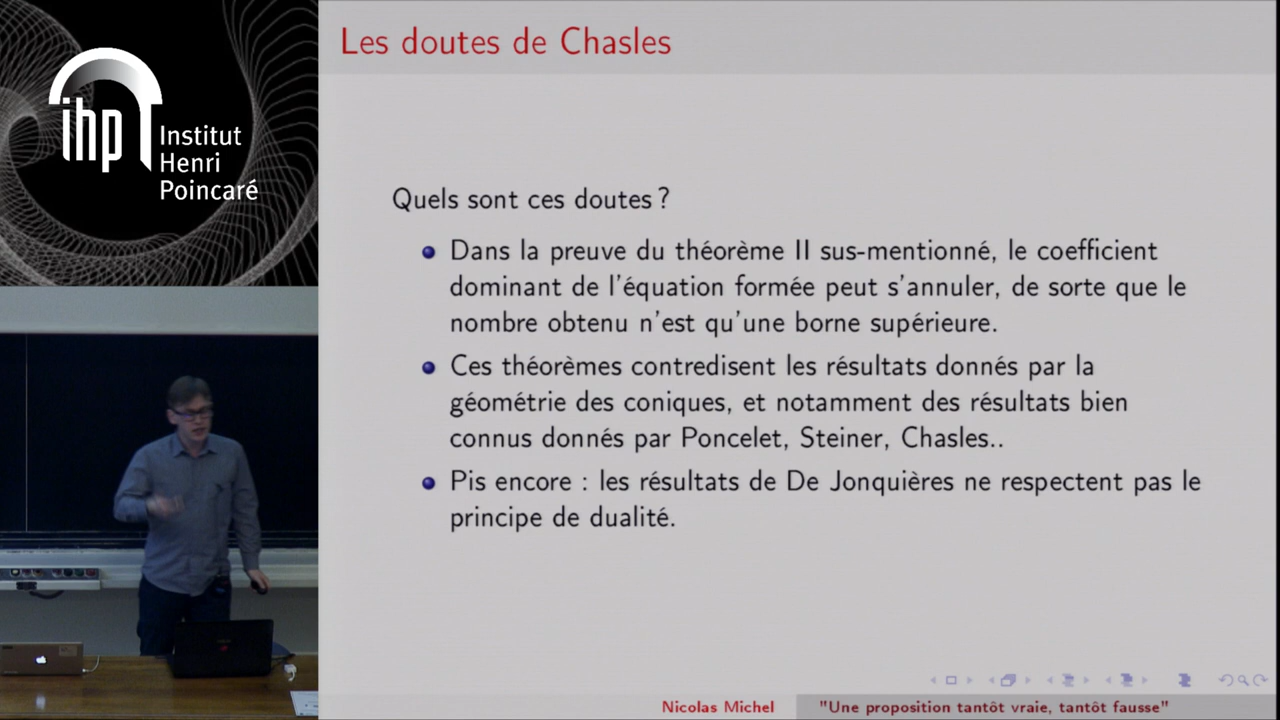 ihp
Institut
Henri
Poincaré
Les doutes de Chasles
Quels sont ces doutes ?
Dans la preuve du théorème II sus-mentionné, le coefficient
dominant de l'équation formée peut s'annuler, de sorte que le
nombre obtenu n'est qu'une borne supérieure.
Ces théorèmes contredisent les résultats donnés par la
géométrie des coniques, et notamment des résultats bien
connus donnés par Poncelet, Steiner, Chasles..
Pis encore : les résultats de De Jonquières ne respectent pas le
principe de dualité.
Nicolas Michel
"Une proposition tantôt vraie, tantôt fausse"